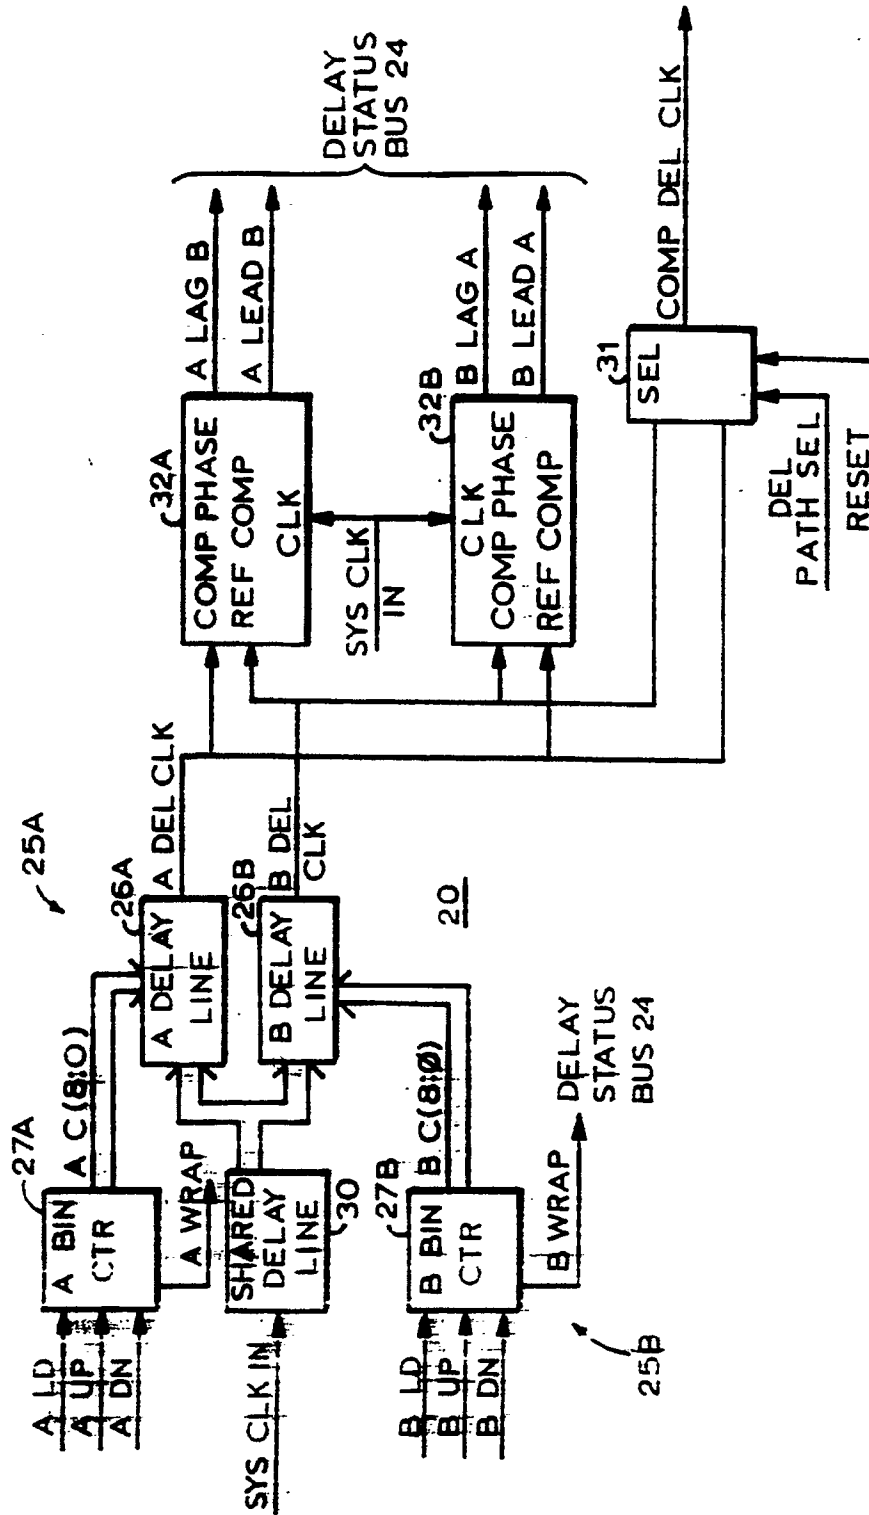 25A
27A
A LD
A UP
A DN
A BIN
CTR
A C(8:0)
A WRAP
SYS CLK IN
SHARED
DELAY
LINE
30
26A
A DELAY
LINE
A DEL CLK
26B
B DELAY
LINE
B DEL
CLK
B LD
B UP
B DN
27B
B BIN
CTR
B C(8:Ø)
B WRAP
DELAY
STATUS
BUS 24
25B
20
32A
COMP PHASE
REF COMP
CLK
A LAG B
A LEAD B
SYS CLK
IN
32B
CLK
COMP PHASE
REF COMP
B LAG A
B LEAD A
DELAY
STATUS
BUS 24
31
SEL
COMP DEL CLK
DEL
PATH SEL
RESET